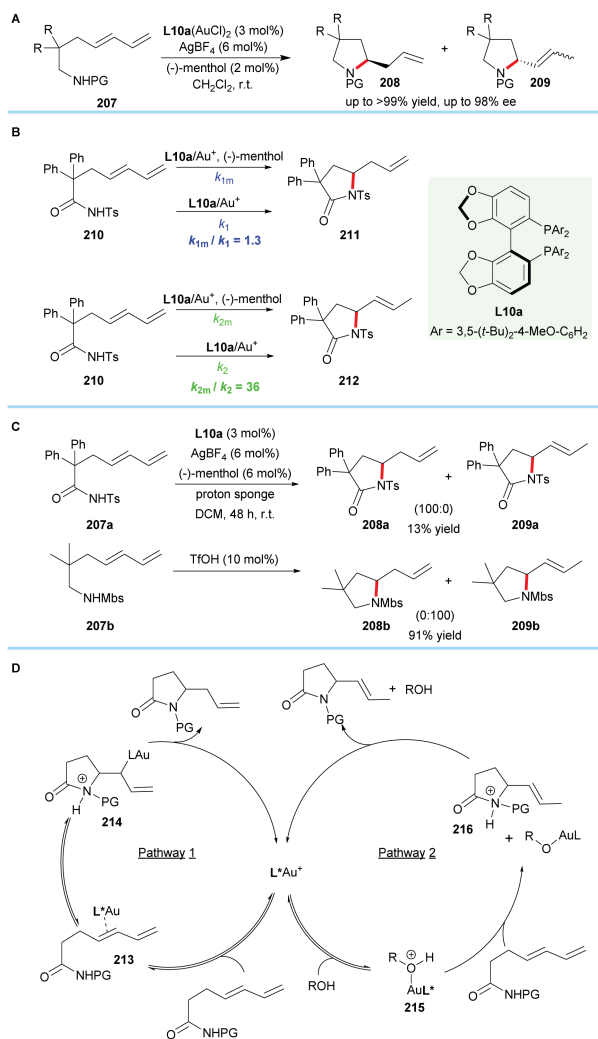 A
R
R
NHPG
207
L10a(AuCl)2 (3 mol%)
AgBF4 (6 mol%)
(-)-menthol (2 mol%)
CH2Cl2, r.t.
R
R
N
PG
208
+
R
R
N
PG
209
up to >99% yield, up to 98% ee
B
Ph Ph
O
NHTs
210
L10a/Au+, (-)-menthol
k1m
L10a/Au+
k1
k1m / k1 = 1.3
Ph
Ph
O
NTs
211
210
Ph Ph
O
NHTs
L10a/Au+, (-)-menthol
k2m
L10a/Au+
k2
k2m / k2 = 36
Ph
Ph
O
NTs
212
O
O
PAr2
PAr2
O
O
L10a
Ar = 3,5-(t-Bu)2-4-MeO-C6H2
C
Ph Ph
O
NHTs
207a
L10a (3 mol%)
AgBF4 (6 mol%)
(-)-menthol (6 mol%)
proton sponge
DCM, 48 h, r.t.
Ph
Ph
O
NTs
208a
+
(100:0)
13% yield
Ph
Ph
O
NTs
209a
NHMbs
207b
TfOH (10 mol%)
NMbs
208b
+
(0:100)
91% yield
NMbs
209b
D
O
N
PG
O
N
PG
+ ROH
LAu
O
N
⊕
H
PG
214
O
N
⊕
H
PG
216
+
R
O
AuL
Pathway 1
Pathway 2
L*Au+
L*Au
213
O
NHPG
O
NHPG
ROH
R
⊕
O
H
AuL*
215
O
NHPG